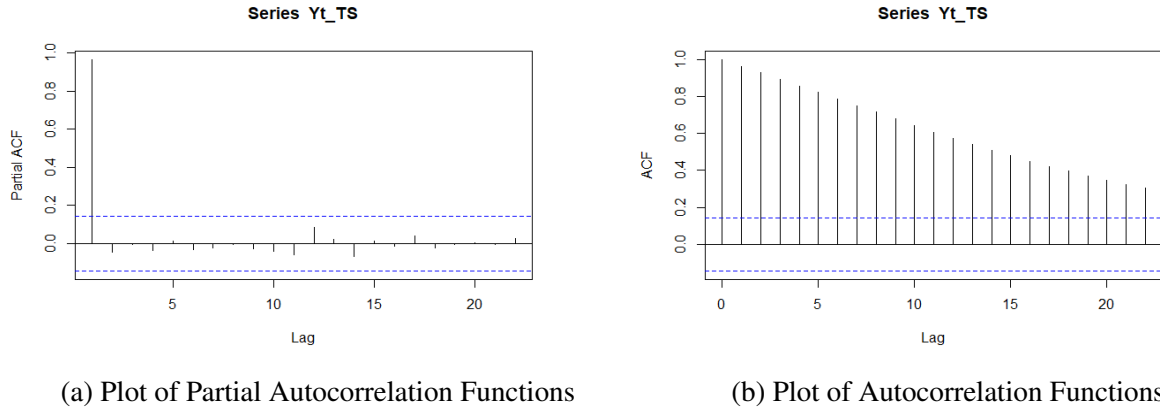 Series Yt_TS
Partial ACF
1.0
0.8
0.6
0.4
0.2
0.0
5
10
15
20
Lag
(a) Plot of Partial Autocorrelation Functions
Series Yt_TS
ACF
1.0
0.8
0.6
0.4
0.2
0.0
0
5
10
15
20
Lag
(b) Plot of Autocorrelation Functions